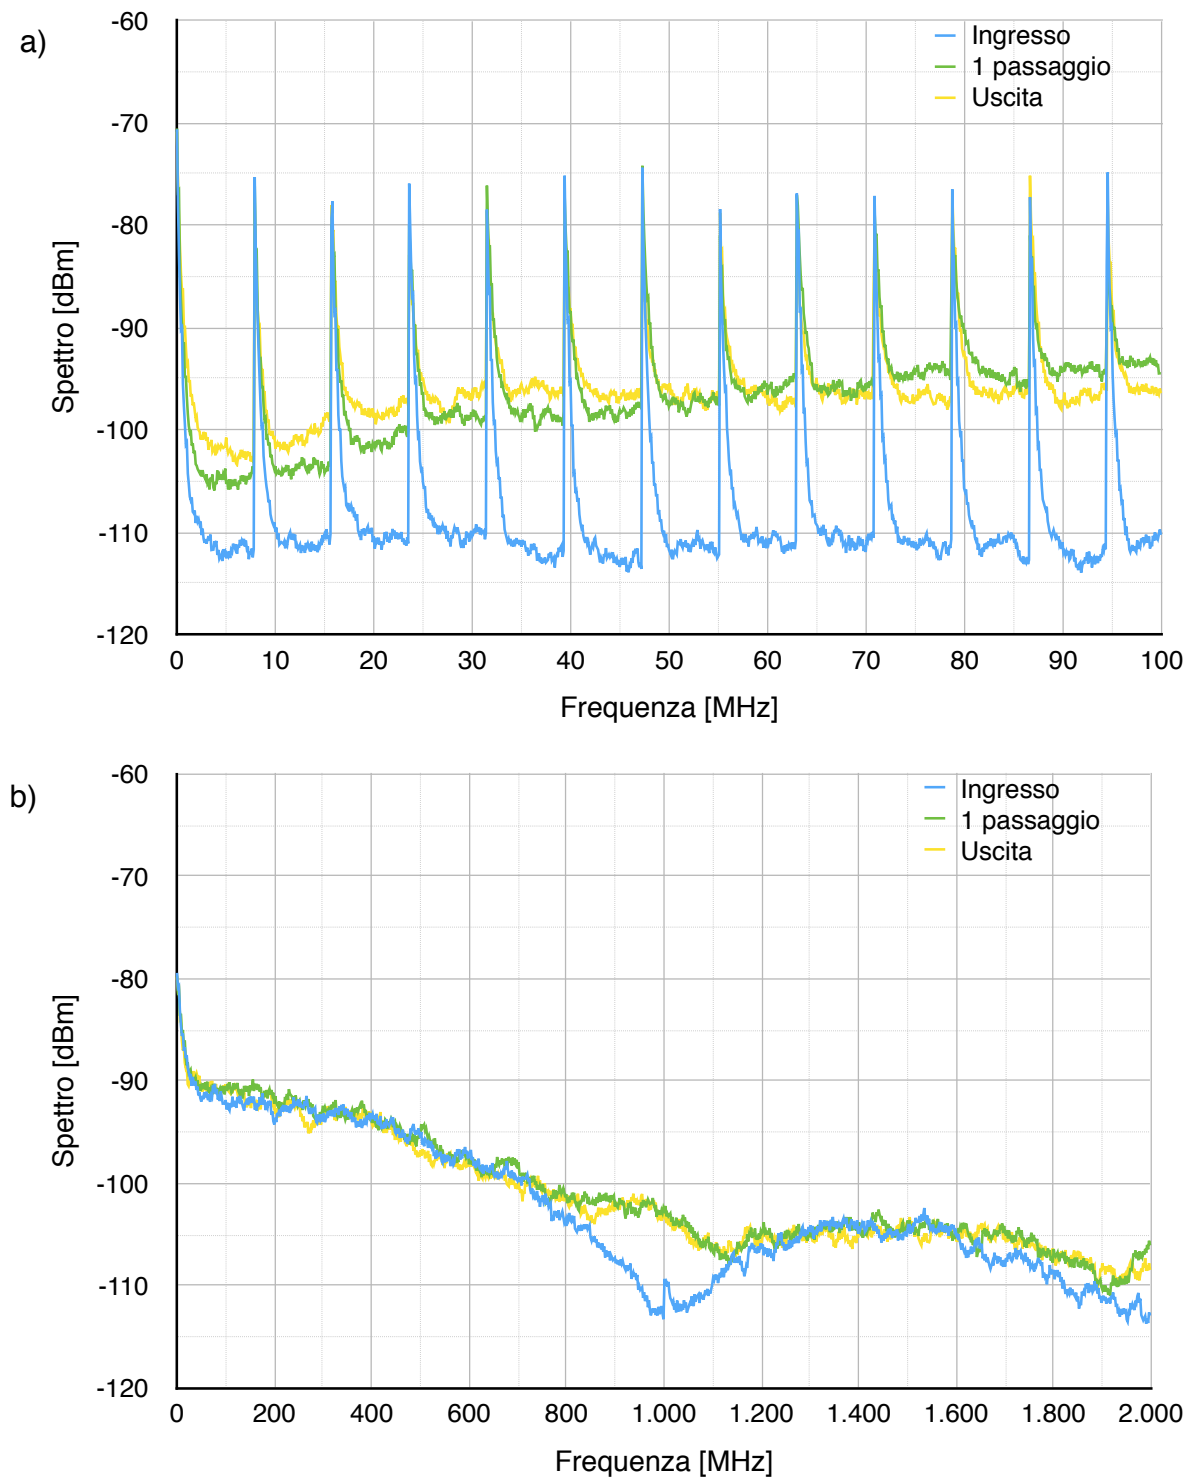 a)
Ingresso
1 passaggio
Uscita
Spettro [dBm]
-60
-70
-80
-90
-100
-110
-120
0 10 20 30 40 50 60 70 80 90 100
Frequenza [MHz]
b)
Ingresso
1 passaggio
Uscita
Spettro [dBm]
-60
-70
-80
-90
-100
-110
-120
0 200 400 600 800 1.000 1.200 1.400 1.600 1.800 2.000
Frequenza [MHz]